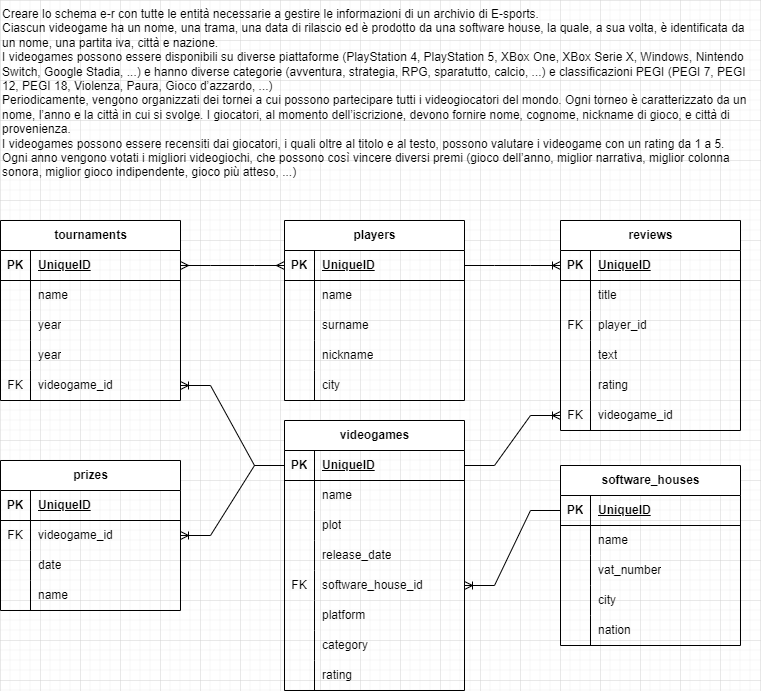 Creare lo schema e-r con tutte le entità necessarie a gestire le informazioni di un archivio di E-sports.
Ciascun videogame ha un nome, una trama, una data di rilascio ed è prodotto da una software house, la quale, a sua volta, è identificata da
un nome, una partita iva, città e nazione.
I videogames possono essere disponibili su diverse piattaforme (PlayStation 4, PlayStation 5, XBox One, XBox Serie X, Windows, Nintendo
Switch, Google Stadia, ...) e hanno diverse categorie (avventura, strategia, RPG, sparatutto, calcio, ...) e classificazioni PEGI (PEGI 7, PEGI
12, PEGI 18, Violenza, Paura, Gioco d'azzardo, ...)
Periodicamente, vengono organizzati dei tornei a cui possono partecipare tutti i videogiocatori del mondo. Ogni torneo è caratterizzato da un
nome, l'anno e la città in cui si svolge. I giocatori, al momento dell'iscrizione, devono fornire nome, cognome, nickname di gioco, e città di
provenienza.
I videogames possono essere recensiti dai giocatori, i quali oltre al titolo e al testo, possono valutare i videogame con un rating da 1 a 5.
Ogni anno vengono votati i migliori videogiochi, che possono così vincere diversi premi (gioco dell'anno, miglior narrativa, miglior colonna
sonora, miglior gioco indipendente, gioco più atteso, ...)
tournaments
PK UniqueID
name
year
year
FK videogame_id
players
PK UniqueID
name
surname
nickname
city
reviews
PK UniqueID
title
FK player_id
text
rating
FK videogame_id
prizes
PK UniqueID
FK videogame_id
date
name
videogames
PK UniqueID
name
plot
release_date
FK software_house_id
platform
category
rating
software_houses
PK UniqueID
name
vat_number
city
nation